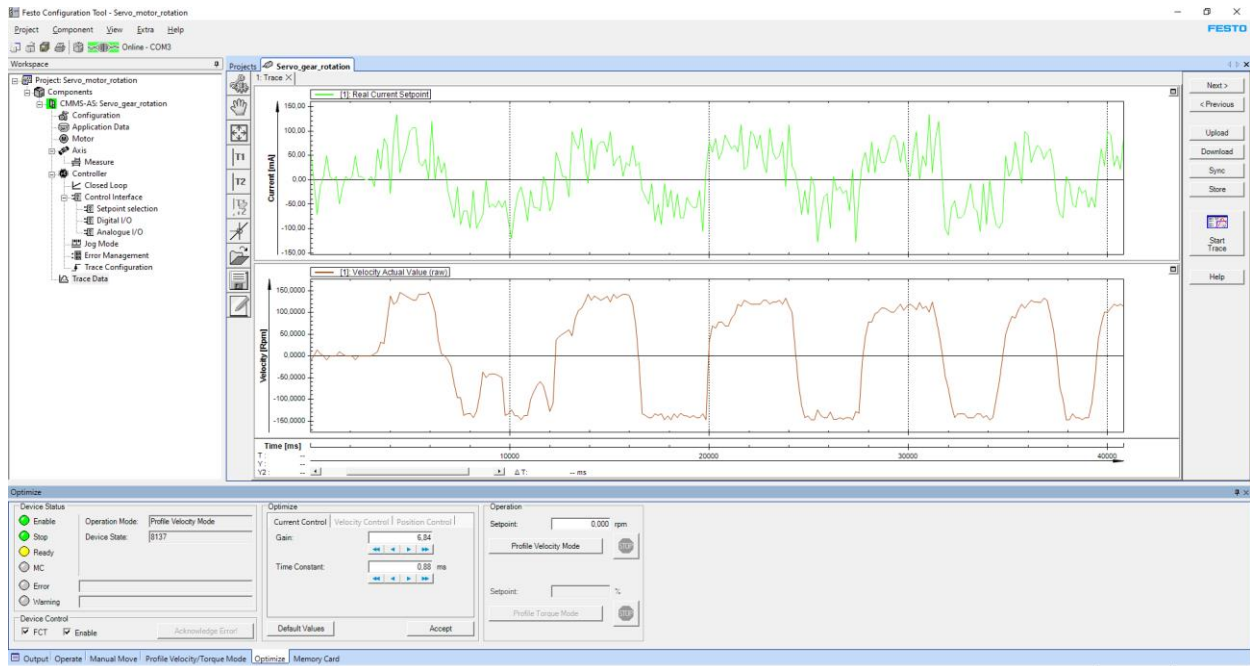 Festo Configuration Tool - Servo_motor_rotation
Project Component View Extra Help
FESTO
Online - COM3
Workspace
Projects Servo_gear_rotation
1: Trace
Project: Servo_motor_rotation
Components
CMMS-AS: Servo_gear_rotation
Configuration
Application Data
Motor
Axis
Measure
Controller
Closed Loop
Control Interface
Setpoint selection
Digital I/O
Analogue I/O
Jog Mode
Error Management
Trace Configuration
Trace Data
T1
T2
[1]: Real Current Setpoint
Current [mA]
150,00
100,00
50,00
0.00
-50,00
-100,00
-150,00
[1]: Velocity Actual Value (raw)
Velocity [Rpm]
150,0000
100,0000
50,0000
0.0000
-50,0000
-100,0000
-150,0000
Time [ms]
10000 20000 30000 40000
T: --
Y: --
Y2: -- Δ T: -- ms
Next >
< Previous
Upload
Download
Sync
Store
Start
Trace
Help
Optimize
Device Status
Enable
Stop
Ready
MC
Error
Warning
Operation Mode: Profile Velocity Mode
Device State: 8137
Device Control
FCT Enable Acknowledge Error!
Optimize
Current Control Velocity Control Position Control
Gain: 6,84
Time Constant: 0,88 ms
Default Values Accept
Operation
Setpoint: 0,000 rpm
Profile Velocity Mode STOP
Setpoint: %
Profile Torque Mode STOP
Output Operate Manual Move Profile Velocity/Torque Mode Optimize Memory Card